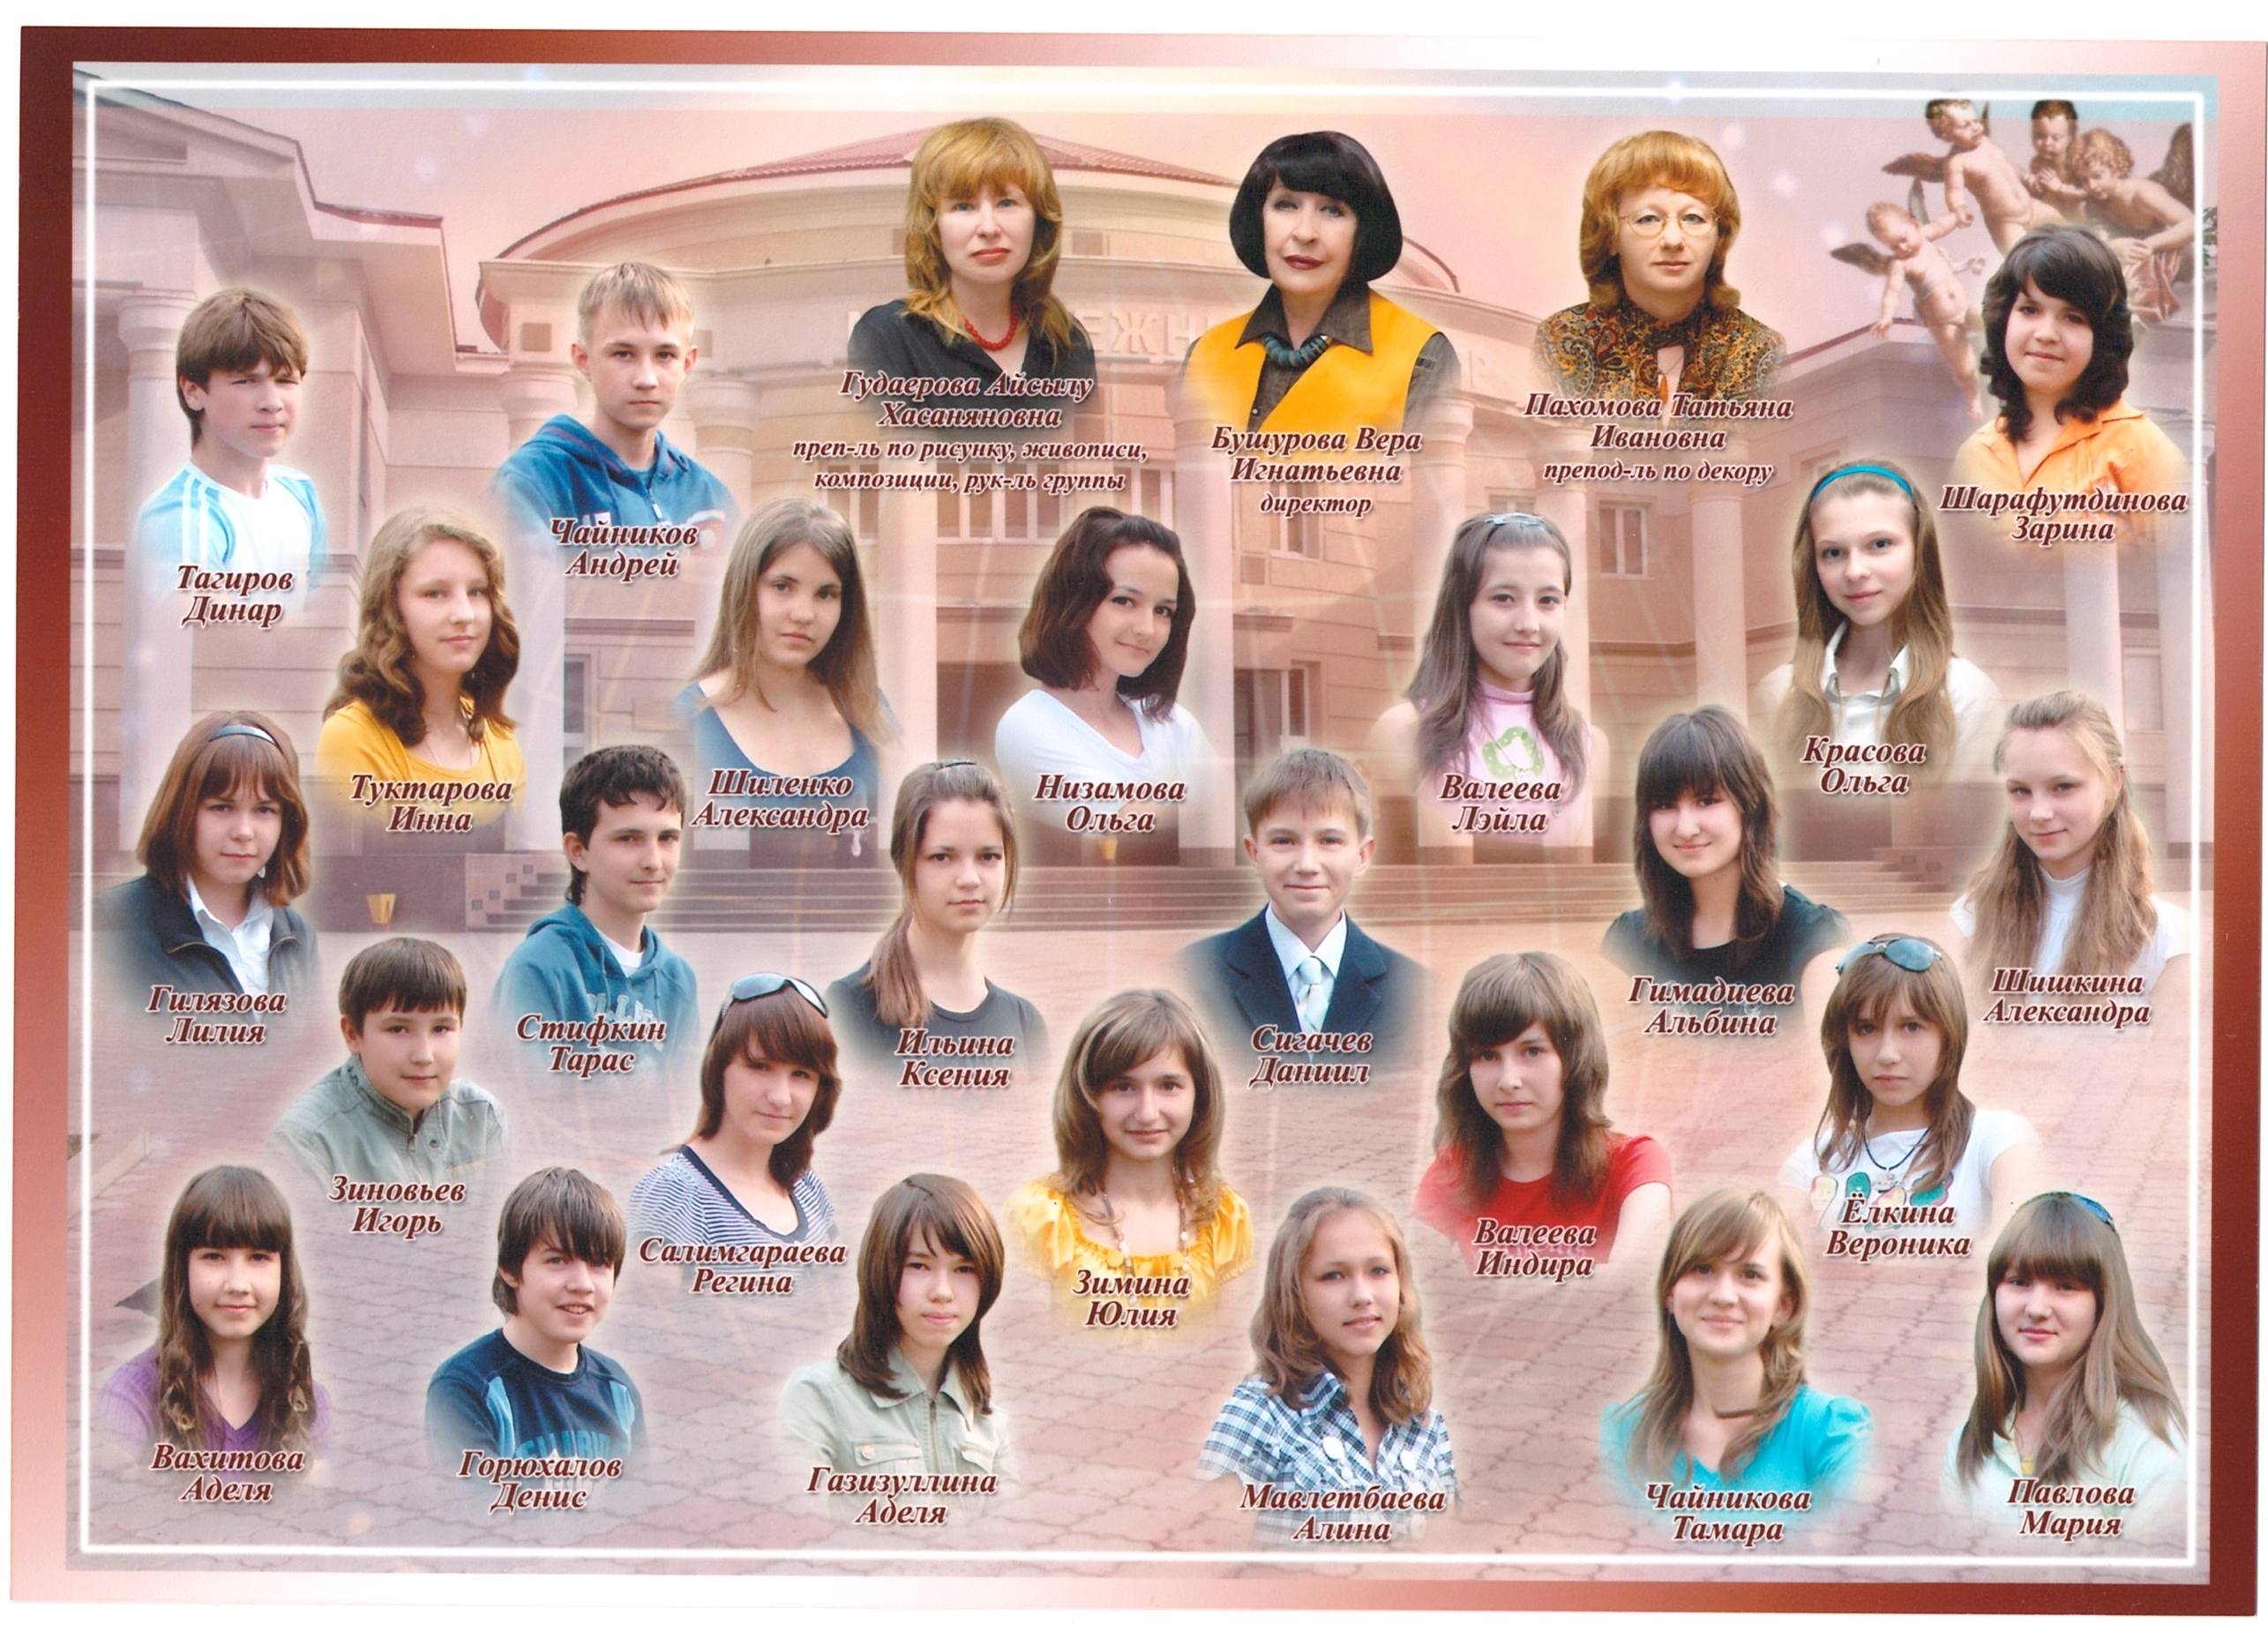 Гудаерова Айсылу
Хасаняновна
преп-ль по рисунку, живописи,
композиции, рук-ль группы
Бушурова Вера
Игнатьевна
директор
Пахомова Татьяна
Ивановна
препод-ль по декору
Тагиров
Динар
Чайников
Андрей
Шарафутдинова
Зарина
Туктарова
Инна
Шиленко
Александра
Низамова
Ольга
Валеева
Лэйла
Красова
Ольга
Гилязова
Лилия
Стифкин
Тарас
Ильина
Ксения
Сигачев
Даниил
Гимадиева
Альбина
Шишкина
Александра
Зиновьев
Игорь
Салимгараева
Регина
Зимина
Юлия
Валеева
Индира
Ёлкина
Вероника
Вахитова
Аделя
Горюхалов
Денис
Газизуллина
Аделя
Мавлетбаева
Алина
Чайникова
Тамара
Павлова
Мария